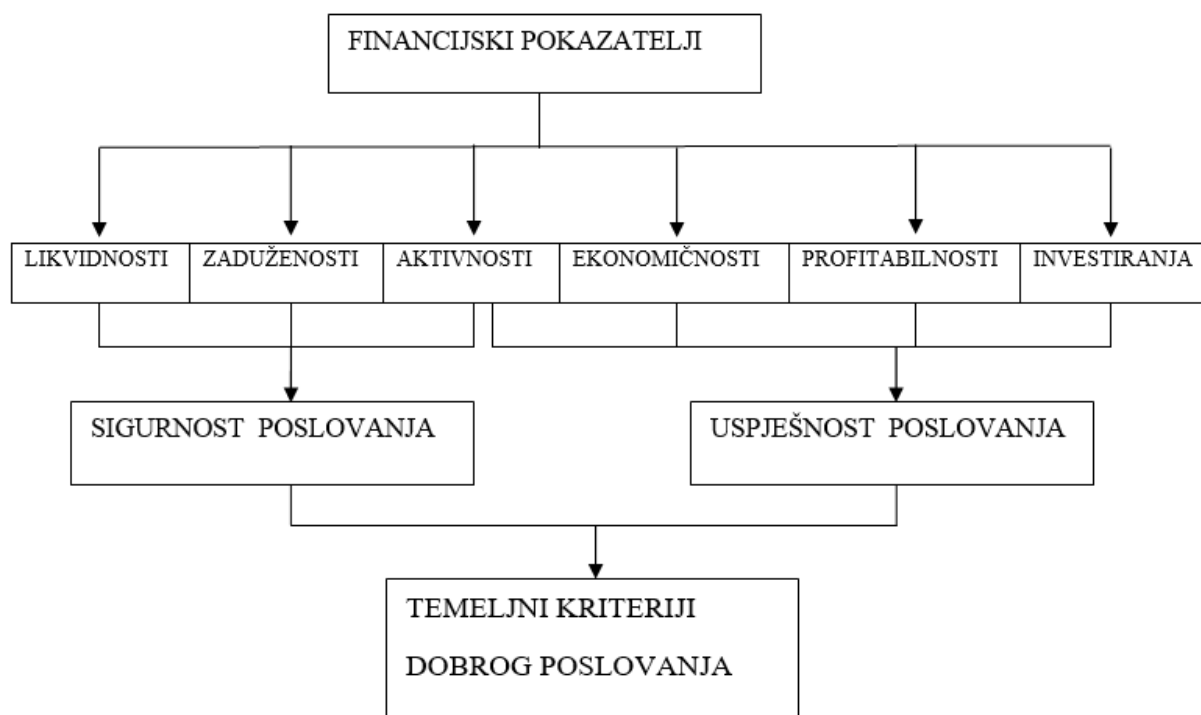 FINANCIJSKI POKAZATELJI
LIKVIDNOSTI
ZADUŽENOSTI
AKTIVNOSTI
EKONOMIČNOSTI
PROFITABILNOSTI
INVESTIRANJA
SIGURNOST POSLOVANJA
USPJEŠNOST POSLOVANJA
TEMELJNI KRITERIJI
DOBROG POSLOVANJA